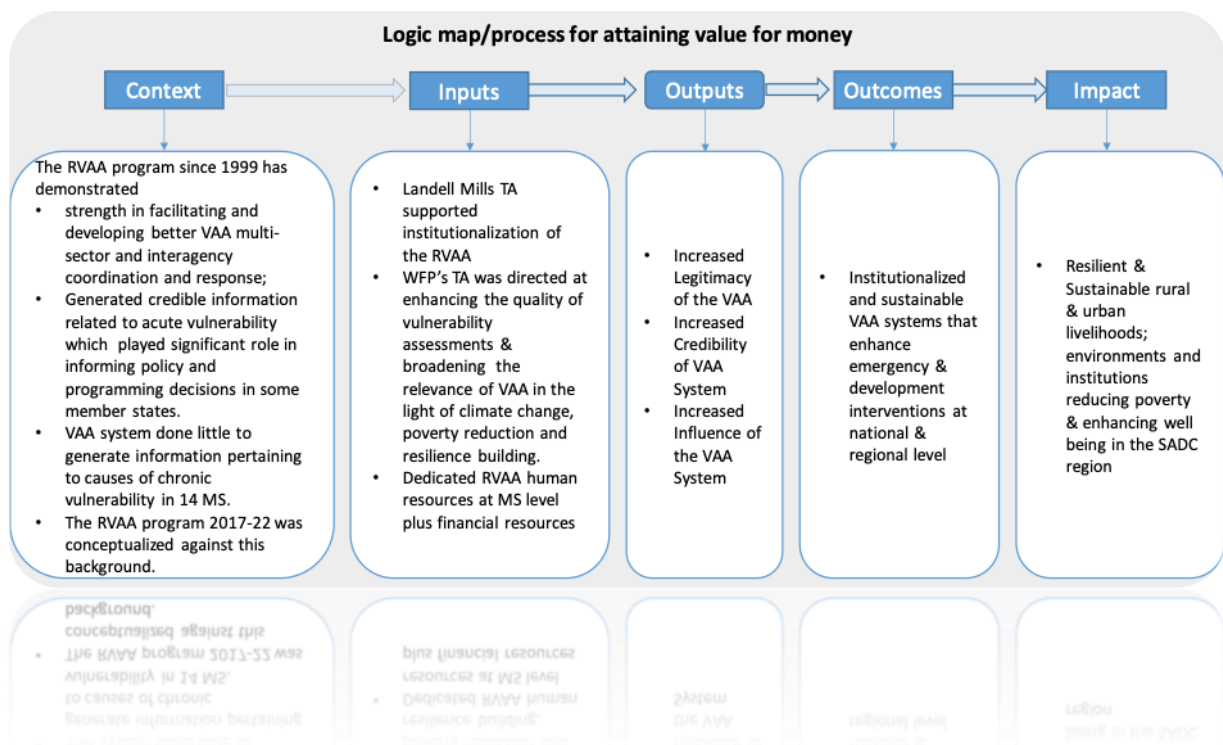 Logic map/process for attaining value for money
Context
Inputs
Outputs
Outcomes
Impact
The RVAA program since 1999 has
demonstrated
• strength in facilitating and
developing better VAA multi-
sector and interagency
coordination and response;
• Generated credible information
related to acute vulnerability
which played significant role in
informing policy and
programming decisions in some
member states.
• VAA system done little to
generate information pertaining
to causes of chronic
vulnerability in 14 MS.
• The RVAA program 2017-22 was
conceptualized against this
background.
• Landell Mills TA
supported
institutionalization of
the RVAA
• WFP's TA was directed at
enhancing the quality of
vulnerability
assessments &
broadening the
relevance of VAA in the
light of climate change,
poverty reduction and
resilience building.
• Dedicated RVAA human
resources at MS level
plus financial resources
• Increased
Legitimacy
of the VAA
• Increased
Credibility
of VAA
System
• Increased
Influence of
the VAA
System
• Institutionalized
and sustainable
VAA systems that
enhance
emergency &
development
interventions at
national &
regional level
• Resilient &
Sustainable rural
& urban
livelihoods;
environments and
institutions
reducing poverty
& enhancing well
being in the SADC
region